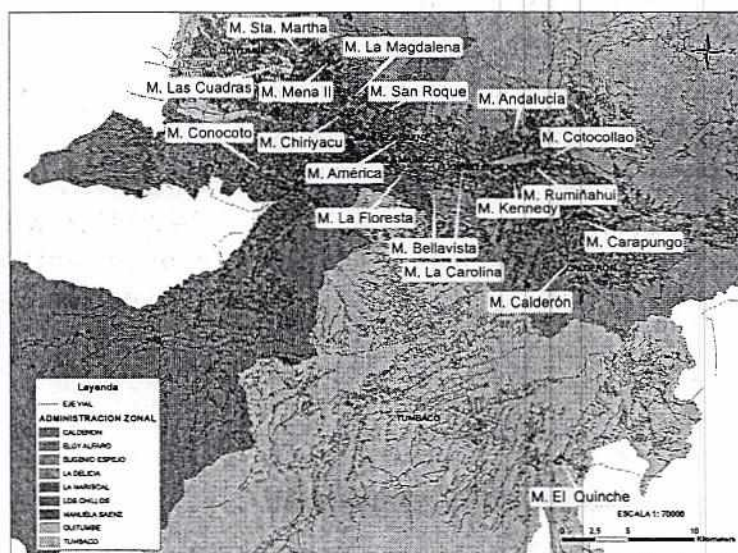 M. Sta. Martha
M. La Magdalena
M. Las Cuadras
M. Mena II
M. San Roque
M. Andalucía
M. Conocoto
M. Chiriyacu
M. Cotocollao
M. América
M. Rumiñahui
M. La Floresta
M. Kennedy
M. Bellavista
M. Carapungo
M. La Carolina
M. Calderón
CALDERON
TUMBACO
M. El Quinche
Leyenda
EJE VIAL
ADMINISTRACION ZONAL
CALDERON
ELOY ALFARO
EUGENIO ESPEJO
LA DELICIA
LA MARISCAL
LOS CHILLOS
MANUELA SAENZ
QUITUMBE
TUMBACO
ESCALA 1: 70000
0 2,5 5 10
Kilometers